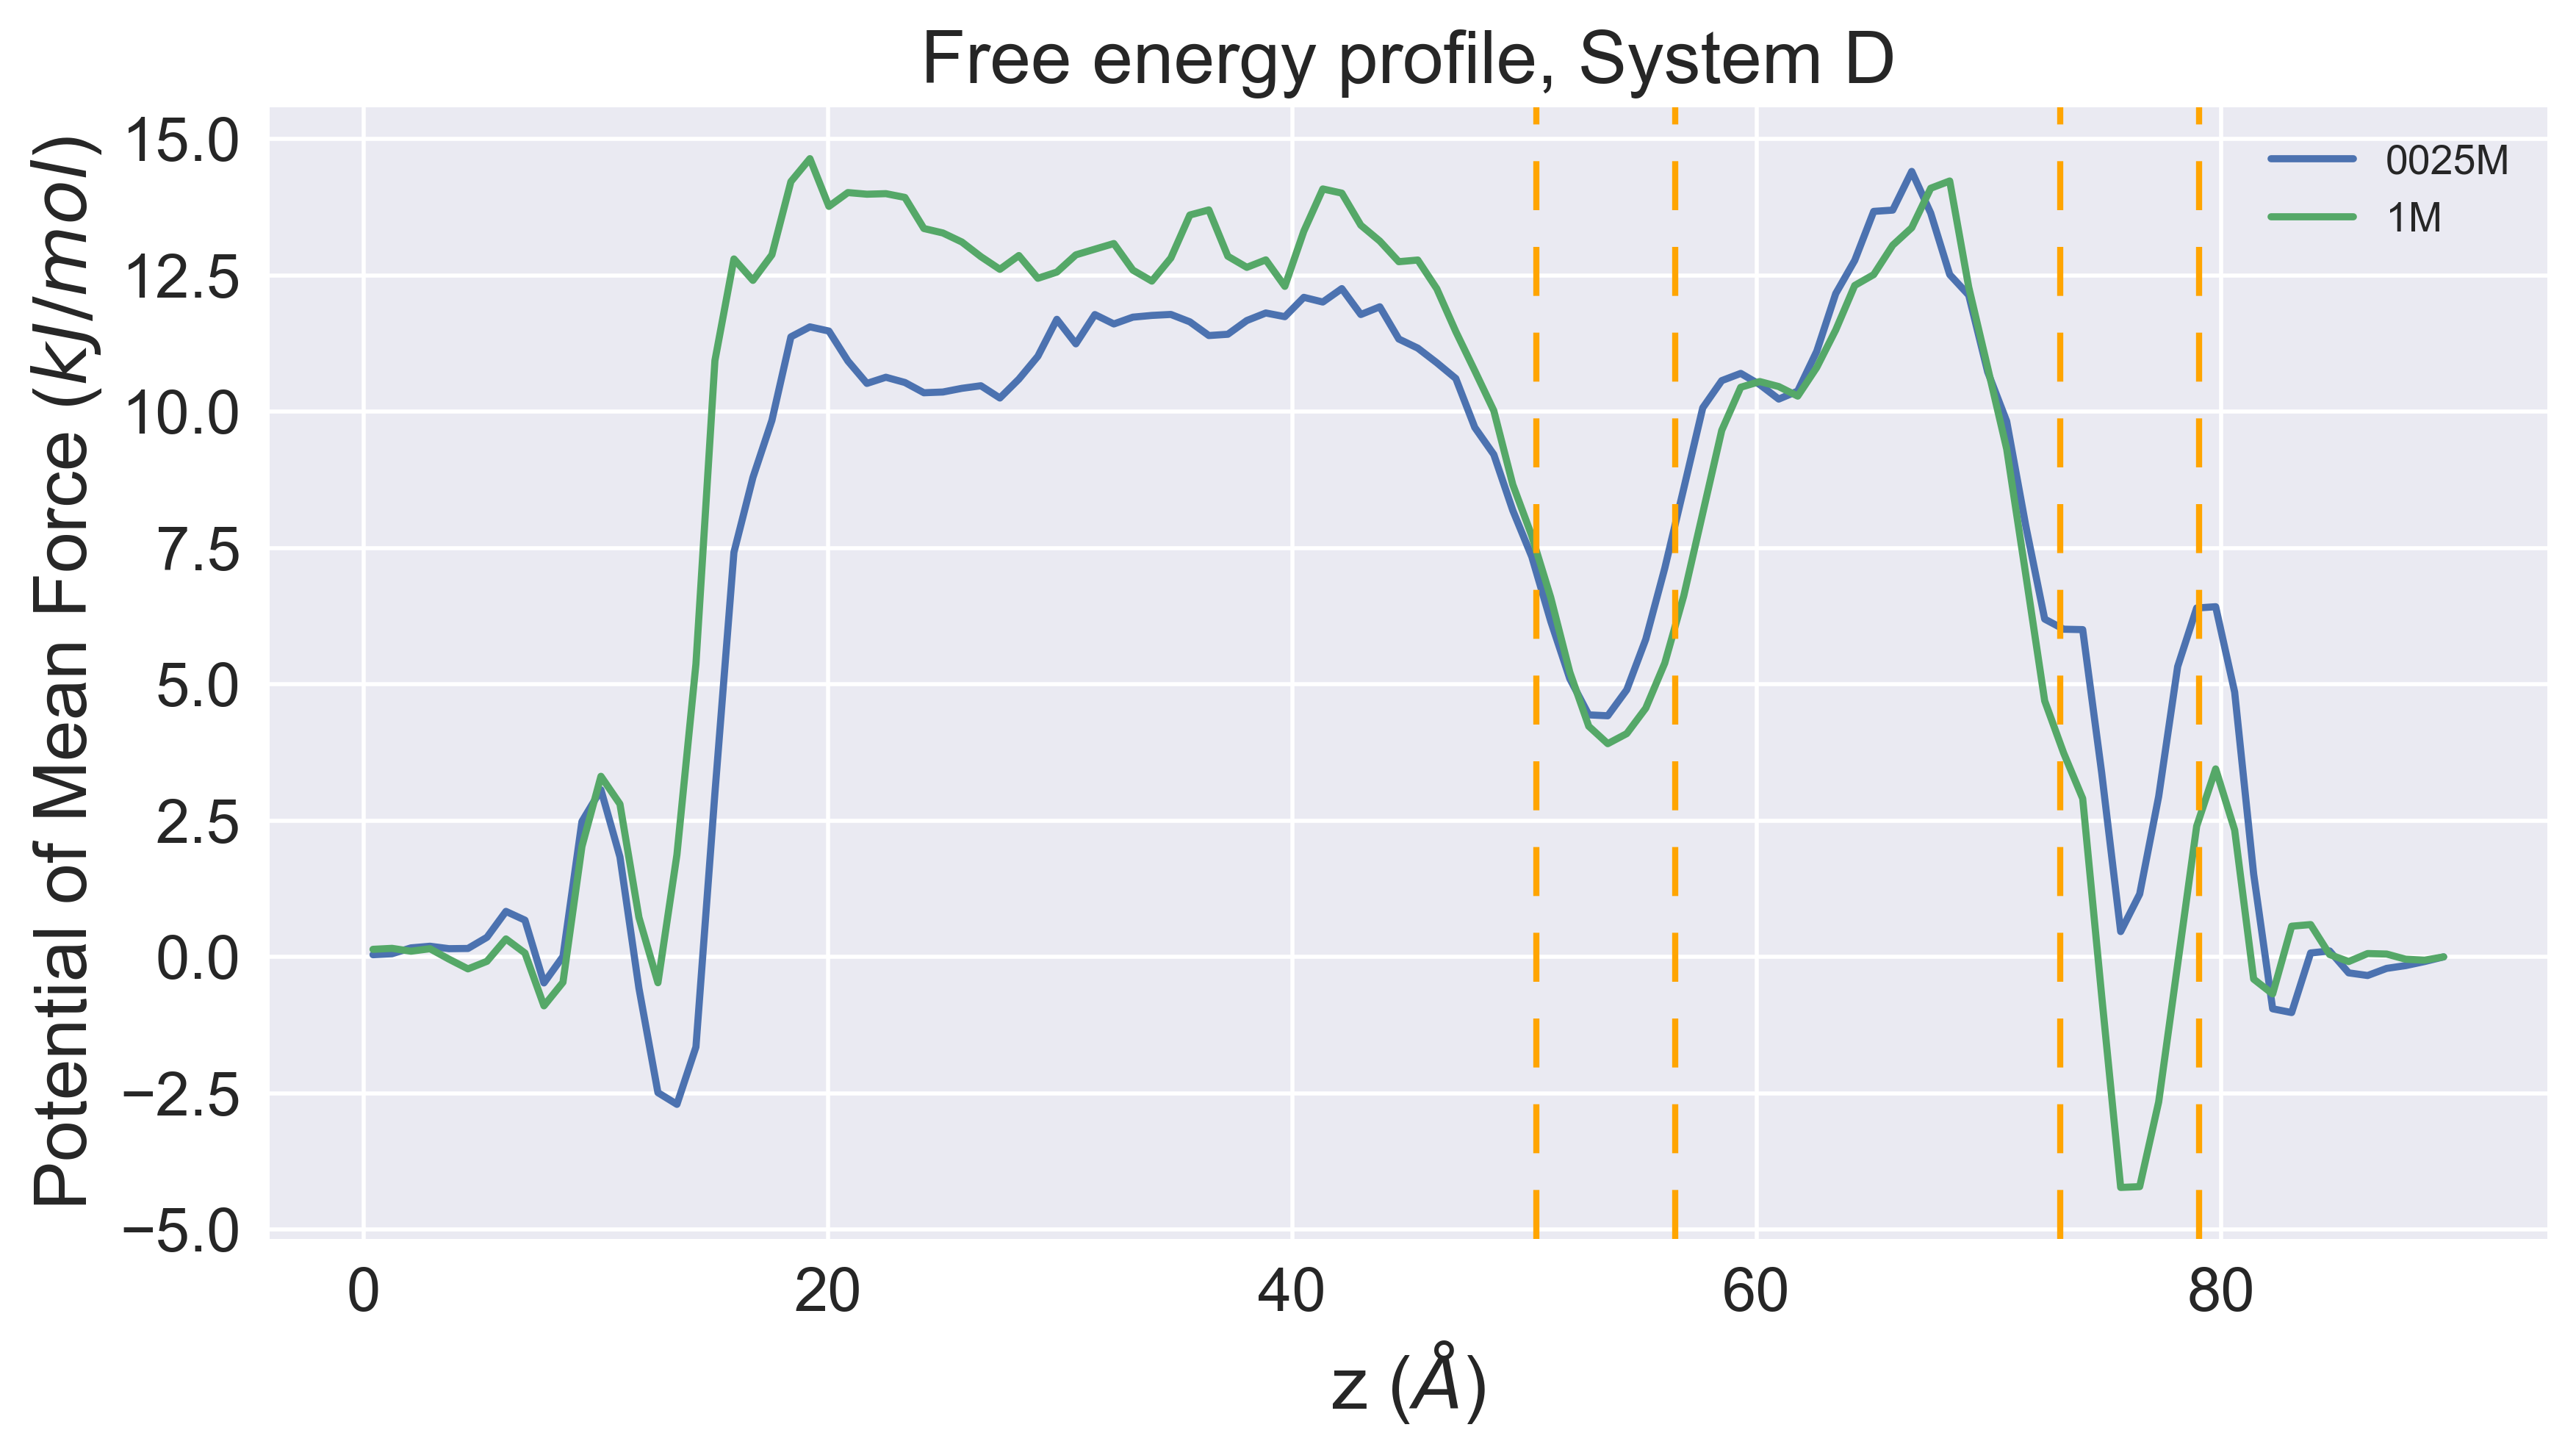 Free energy profile, System D
Potential of Mean Force (kJ/mol)
15.0
12.5
10.0
7.5
5.0
2.5
0.0
−2.5
−5.0
0025M
1M
0 20 40 60 80
z (Å)